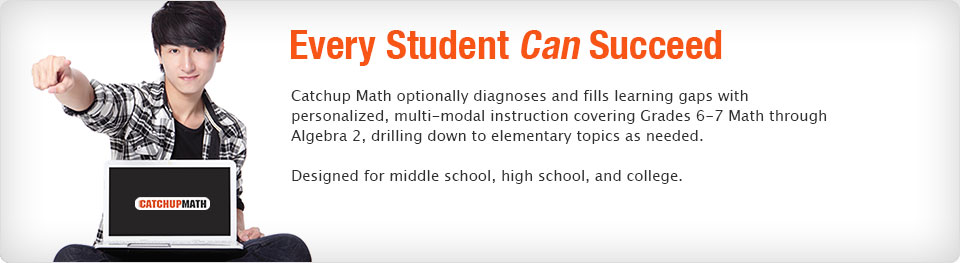 Every Student Can Succeed
Catchup Math optionally diagnoses and fills learning gaps with
personalized, multi-modal instruction covering Grades 6-7 Math through
Algebra 2, drilling down to elementary topics as needed.
Designed for middle school, high school, and college.
CATCHUPMATH